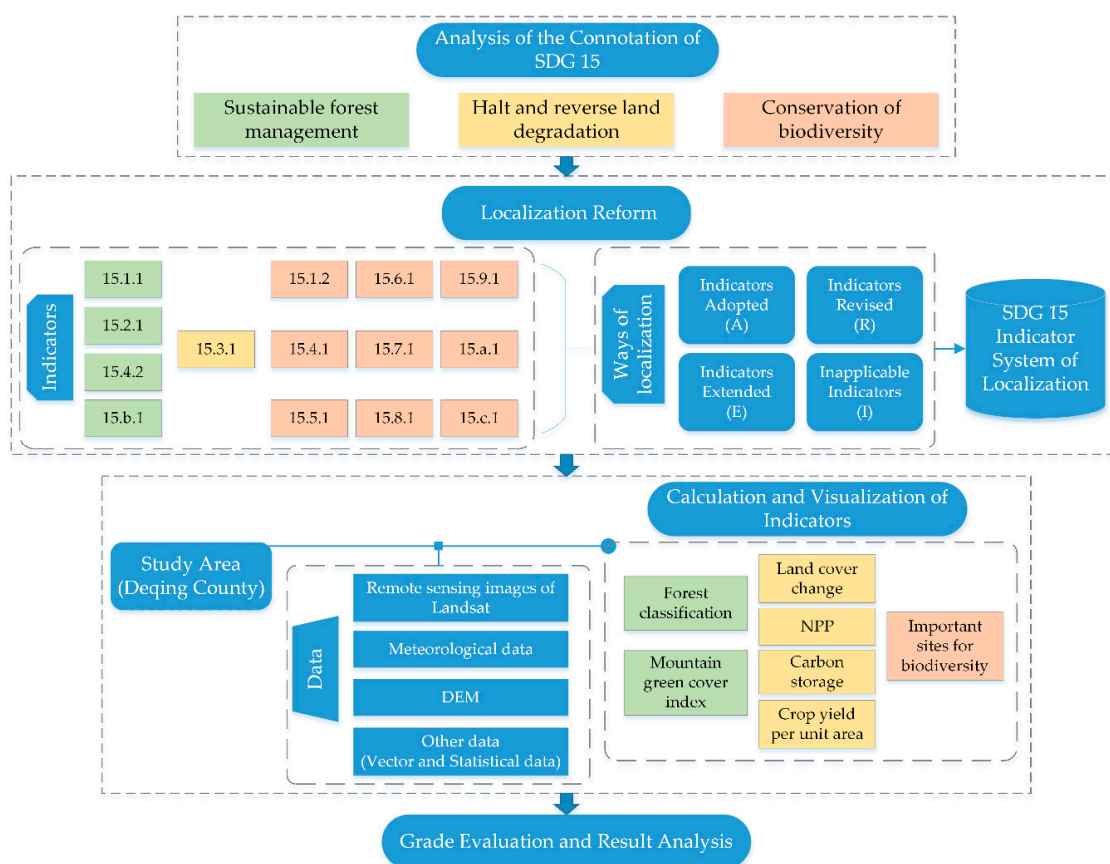 Analysis of the Connotation of
SDG 15
Sustainable forest
management
Halt and reverse land
degradation
Conservation of
biodiversity
Localization Reform
Indicators
15.1.1
15.2.1
15.4.2
15.b.1
15.3.1
15.1.2
15.6.1
15.9.1
15.4.1
15.7.1
15.a.1
15.5.1
15.8.1
15.c.1
Ways of
localization
Indicators
Adopted
(A)
Indicators
Revised
(R)
Indicators
Extended
(E)
Inapplicable
Indicators
(I)
SDG 15
Indicator
System of
Localization
Calculation and Visualization of
Indicators
Study Area
(Deqing County)
Data
Remote sensing images of
Landsat
Meteorological data
DEM
Other data
(Vector and Statistical data)
Forest
classification
Mountain
green cover
index
Land cover
change
NPP
Carbon
storage
Crop yield
per unit area
Important
sites for
biodiversity
Grade Evaluation and Result Analysis